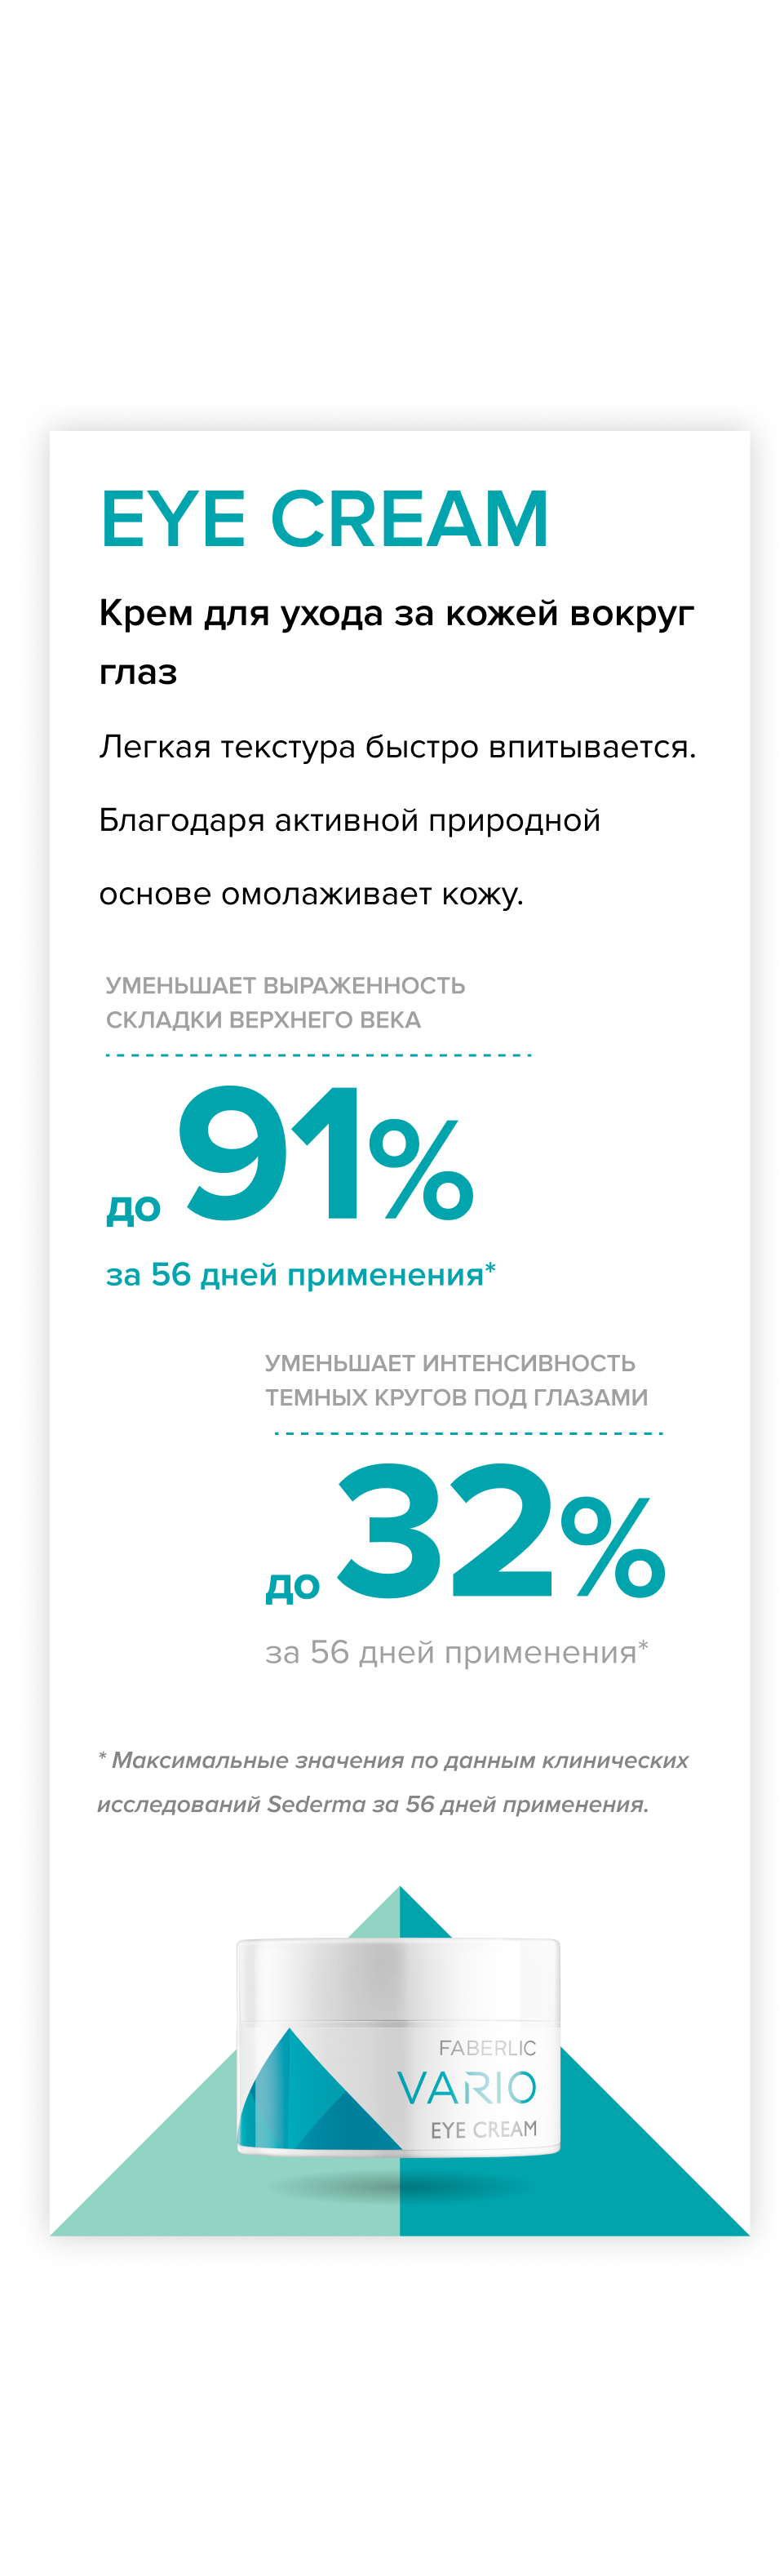 EYE CREAM
Крем для ухода за кожей вокруг
глаз
Легкая текстура быстро впитывается.
Благодаря активной природной
основе омолаживает кожу.
УМЕНЬШАЕТ ВЫРАЖЕННОСТЬ
СКЛАДКИ ВЕРХНЕГО ВЕКА
до 91%
за 56 дней применения*
УМЕНЬШАЕТ ИНТЕНСИВНОСТЬ
ТЕМНЫХ КРУГОВ ПОД ГЛАЗАМИ
до 32%
за 56 дней применения*
* Максимальные значения по данным клинических
исследований Sederma за 56 дней применения.
FABERLIC
VARIO
EYE CREAM